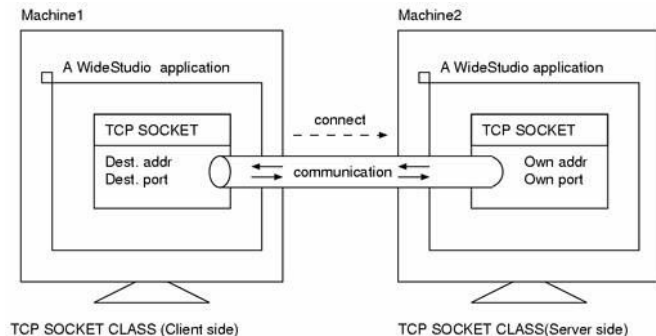 Machine1
Machine2
A WideStudio application
A WideStudio application
connect
TCP SOCKET
TCP SOCKET
Dest. addr
Dest. port
communication
Own addr
Own port
TCP SOCKET CLASS (Client side)
TCP SOCKET CLASS(Server side)